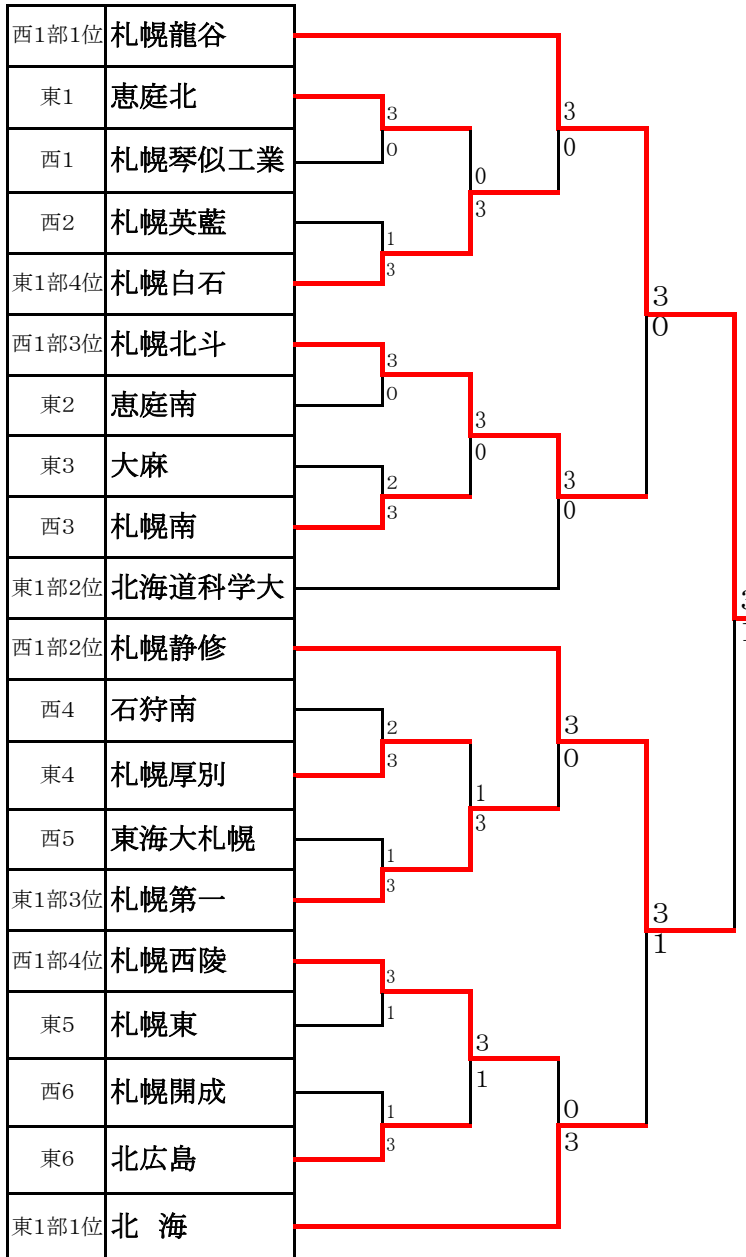 西1部1位 札幌龍谷
東1 恵庭北
3
3
西1 札幌琴似工業
0
0
0
西2 札幌英藍
3
1
東1部4位 札幌白石
3
3
西1部3位 札幌北斗
0
3
東2 恵庭南
0
3
東3 大麻
0
2
3
西3 札幌南
3
0
東1部2位 北海道科学大
西1部2位 札幌静修
西4 石狩南
2
3
東4 札幌厚別
3
0
1
西5 東海大札幌
3
1
東1部3位 札幌第一
3
3
西1部4位 札幌西陵
1
3
東5 札幌東
1
3
西6 札幌開成
1
1
0
東6 北広島
3
3
東1部1位 北 海